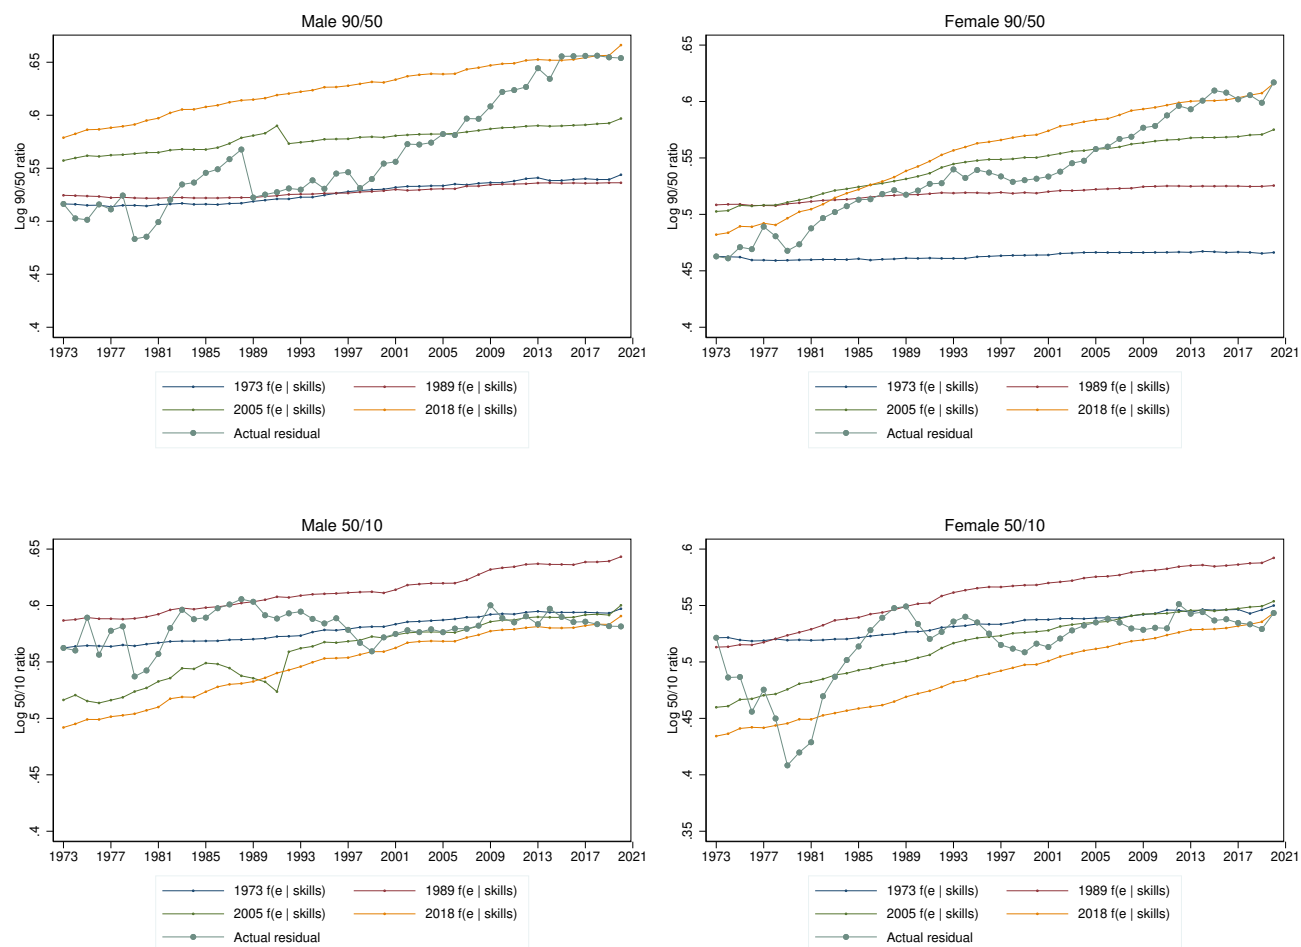 Male 90/50
Log 90/50 ratio
.65
.6
.55
.5
.45
.4
1973 1977 1981 1985 1989 1993 1997 2001 2005 2009 2013 2017 2021
1973 f(e | skills) 1989 f(e | skills)
2005 f(e | skills) 2018 f(e | skills)
Actual residual
Female 90/50
Log 90/50 ratio
.65
.6
.55
.5
.45
.4
1973 1977 1981 1985 1989 1993 1997 2001 2005 2009 2013 2017 2021
1973 f(e | skills) 1989 f(e | skills)
2005 f(e | skills) 2018 f(e | skills)
Actual residual
Male 50/10
Log 50/10 ratio
.65
.6
.55
.5
.45
.4
1973 1977 1981 1985 1989 1993 1997 2001 2005 2009 2013 2017 2021
1973 f(e | skills) 1989 f(e | skills)
2005 f(e | skills) 2018 f(e | skills)
Actual residual
Female 50/10
Log 50/10 ratio
.6
.55
.5
.45
.4
.35
1973 1977 1981 1985 1989 1993 1997 2001 2005 2009 2013 2017 2021
1973 f(e | skills) 1989 f(e | skills)
2005 f(e | skills) 2018 f(e | skills)
Actual residual